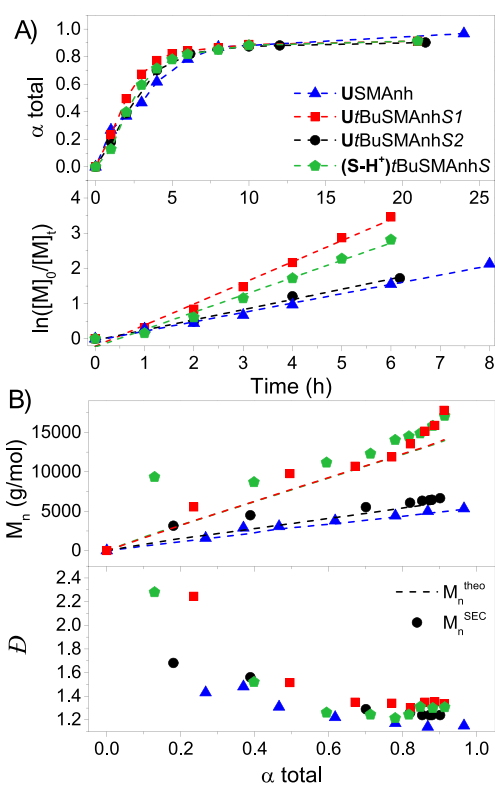 A)
α total
1.0
0.8
0.6
0.4
0.2
0.0
USMAnh
UtBuSMAnhS1
UtBuSMAnhS2
(S-H⁺)tBuSMAnhS
0 5 10 15 20 25
ln([M]₀/[M]ₜ)
4
3
2
1
0
0 1 2 3 4 5 6 7 8
Time (h)
B)
Mₙ (g/mol)
15000
10000
5000
0
Đ
2.4
2.2
2.0
1.8
1.6
1.4
1.2
Mₙᵗʰᵉᵒ
Mₙˢᴱᶜ
0.0 0.2 0.4 0.6 0.8 1.0
α total